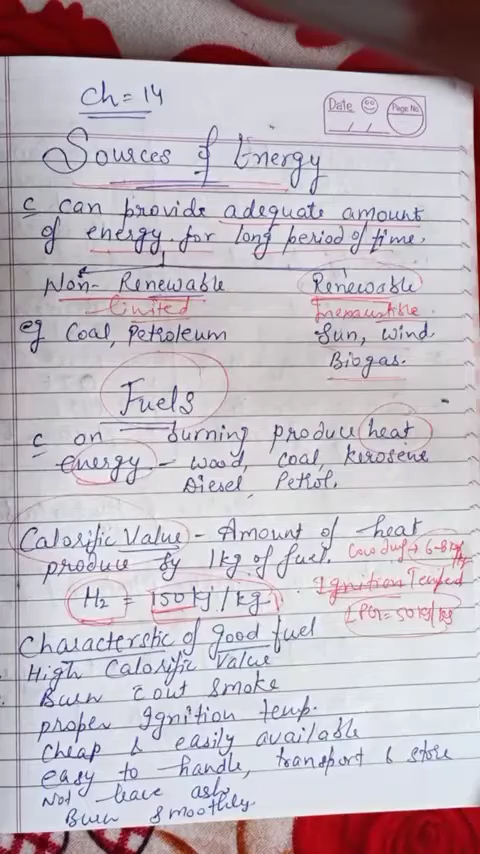 Ch = 14
Date
Page No.
Sources of Energy
c can provide adequate amount
of energy for long period of time.
Non-Renewable Renewable
limited Inexaustible
eg Coal, Petroleum Sun, Wind.
Biogas.
Fuels
c on burning produce heat
energy - wood, Coal, kerosene
Diesel, Petrol.
Calorific Value - Amount of heat
produce by 1kg of fuel. Cow dung → 6-8 kJ/kg
H2 = 150 kJ/kg. Ignition Temp
LPG = 50 kJ/kg
Characterstic of good fuel
High Calorific Value
Burn c out smoke
proper Ignition temp.
Cheap & easily available
easy to handle, transport & store
Not leave ash.
Burn smoothly.